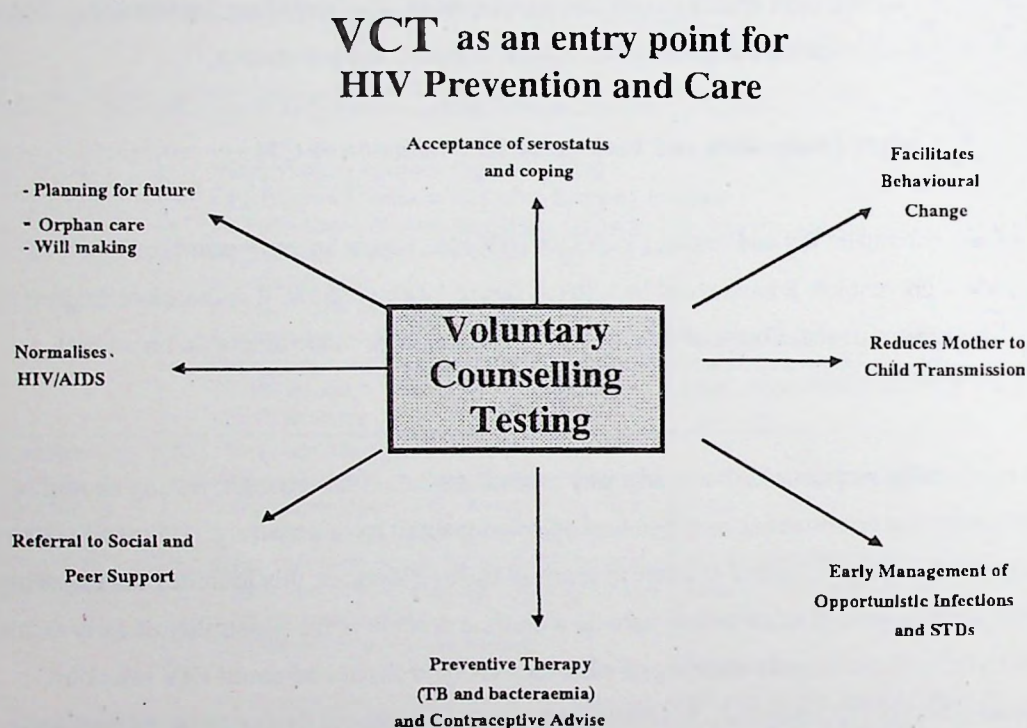 VCT as an entry point for
HIV Prevention and Care
Acceptance of serostatus
and coping
Facilitates
Behavioural
Change
- Planning for future
- Orphan care
- Will making
Voluntary
Counselling
Testing
Normalises
HIV/AIDS
Reduces Mother to
Child Transmission
Referral to Social and
Peer Support
Early Management of
Opportunistic Infections
and STDs
Preventive Therapy
(TB and bacteraemia)
and Contraceptive Advise